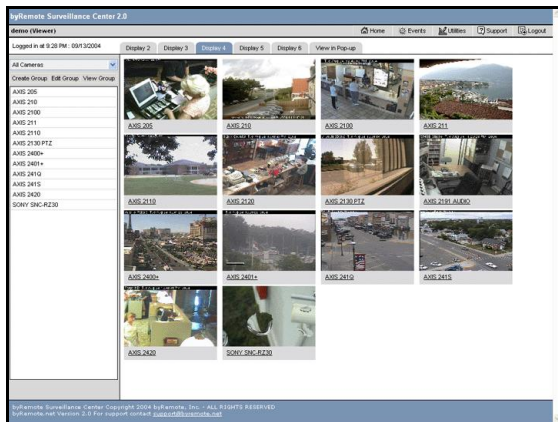 byRemote Surveillance Center 2.0
demo (Viewer)
Home
Events
Utilities
Support
Logout
Logged in at 9:28 PM : 09/13/2004
Display 2
Display 3
Display 4
Display 5
Display 6
View in Pop-up
All Cameras
Create Group Edit Group View Group
AXIS 205
AXIS 210
AXIS 2100
AXIS 211
AXIS 2110
AXIS 2130 PTZ
AXIS 2400+
AXIS 2401+
AXIS 241Q
AXIS 241S
AXIS 2420
SONY SNC-RZ30
AXIS 205
AXIS 210
AXIS 2100
AXIS 211
AXIS 2110
AXIS 2120
AXIS 2130 PTZ
AXIS 2191 AUDIO
AXIS 2400+
AXIS 2401+
AXIS 241Q
AXIS 241S
AXIS 2420
SONY SNC-RZ30
byRemote Surveillance Center Copyright 2004 byRemote, Inc. - ALL RIGHTS RESERVED
byRemote.net Version 2.0 For support contact support@byremote.net